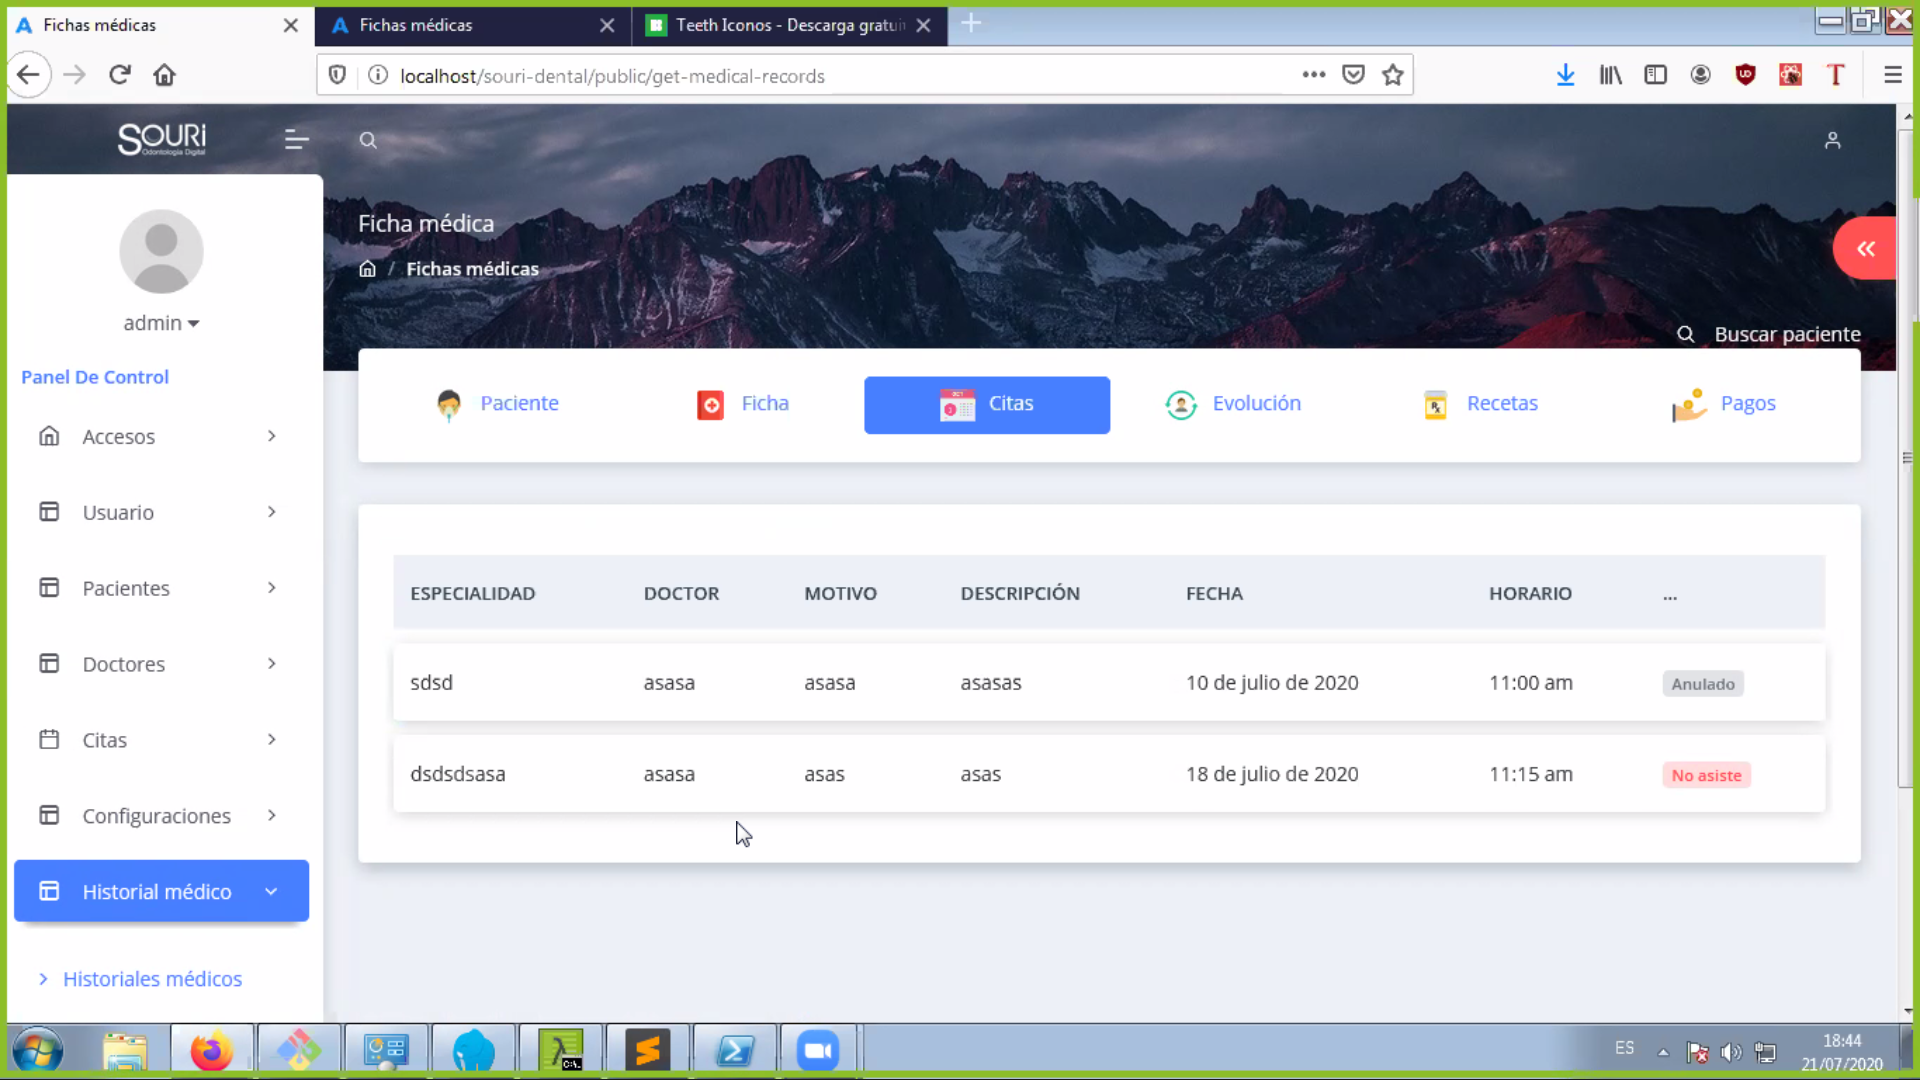 Fichas médicas
Fichas médicas
Teeth Iconos - Descarga gratui
localhost/souri-dental/public/get-medical-records
SOURI
Odontología Digital
Ficha médica
/ Fichas médicas
Buscar paciente
admin
Panel De Control
Accesos
Usuario
Pacientes
Doctores
Citas
Configuraciones
Historial médico
Historiales médicos
Paciente
Ficha
Citas
Evolución
Recetas
Pagos
ESPECIALIDAD DOCTOR MOTIVO DESCRIPCIÓN FECHA HORARIO ...
sdsd asasa asasa asasas 10 de julio de 2020 11:00 am Anulado
dsdsdsasa asasa asas asas 18 de julio de 2020 11:15 am No asiste
ES
18:44
21/07/2020